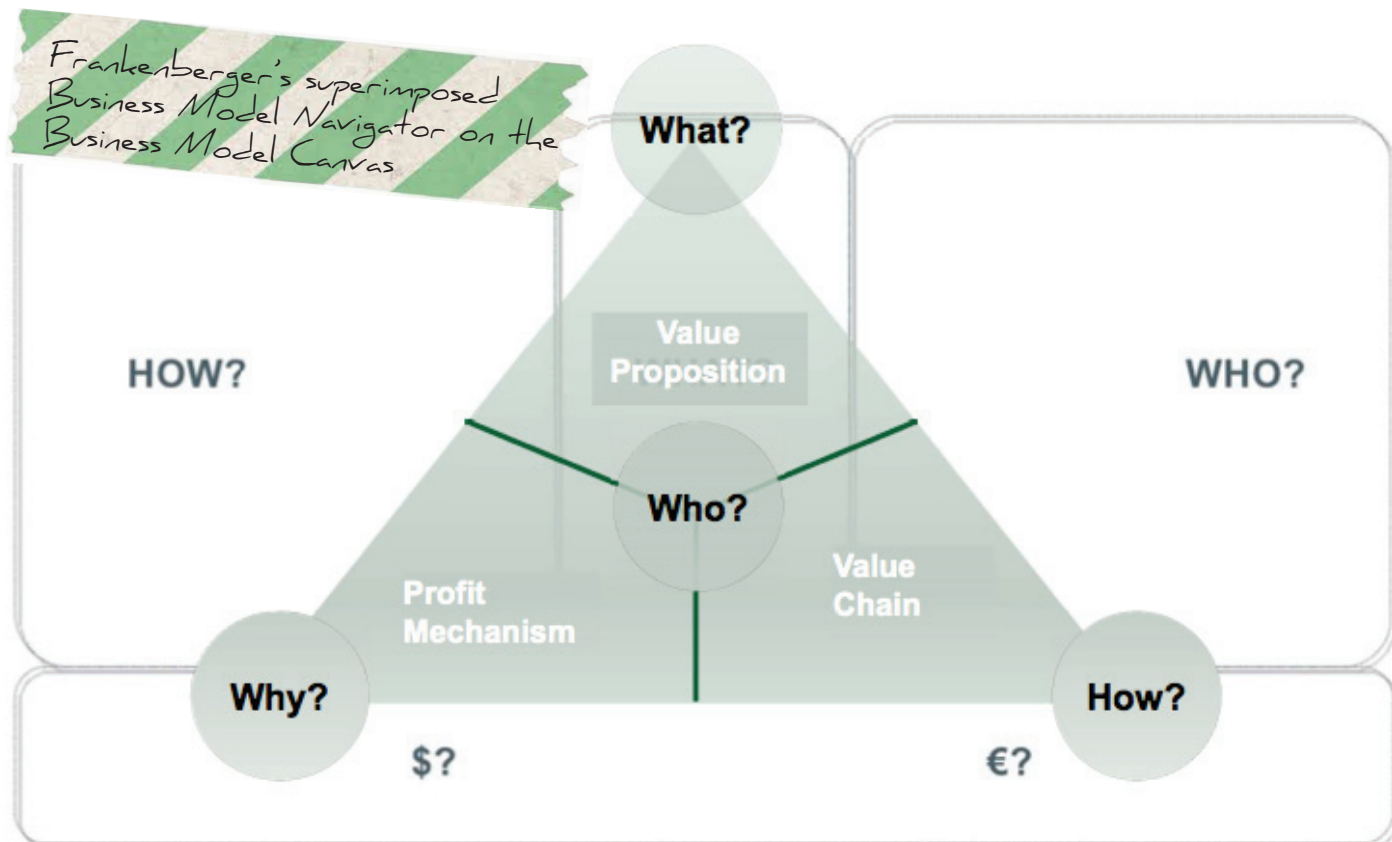 Frankenberger's superimposed
Business Model Navigator on the
Business Model Canvas
What?
Value
Proposition
HOW?
WHO?
Who?
Value
Chain
Profit
Mechanism
Why?
How?
$?
€?